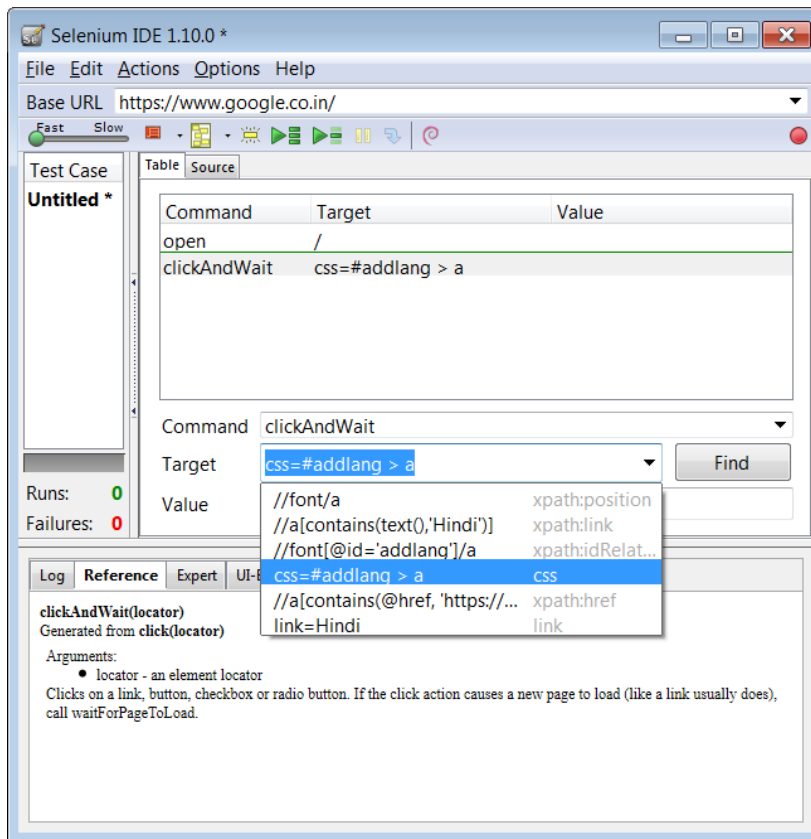 Selenium IDE 1.10.0 *
File Edit Actions Options Help
Base URL https://www.google.co.in/
Fast Slow
Test Case
Table Source
Untitled *
Command Target Value
open /
clickAndWait css=#addlang > a
Command clickAndWait
Target css=#addlang > a Find
Value
Runs: 0
Failures: 0
//font/a xpath:position
//a[contains(text(),'Hindi')] xpath:link
//font[@id='addlang']/a xpath:idRelat...
css=#addlang > a css
//a[contains(@href, 'https://... xpath:href
link=Hindi link
Log Reference Expert
clickAndWait(locator)
Generated from click(locator)
Arguments:
• locator - an element locator
Clicks on a link, button, checkbox or radio button. If the click action causes a new page to load (like a link usually does),
call waitForPageToLoad.